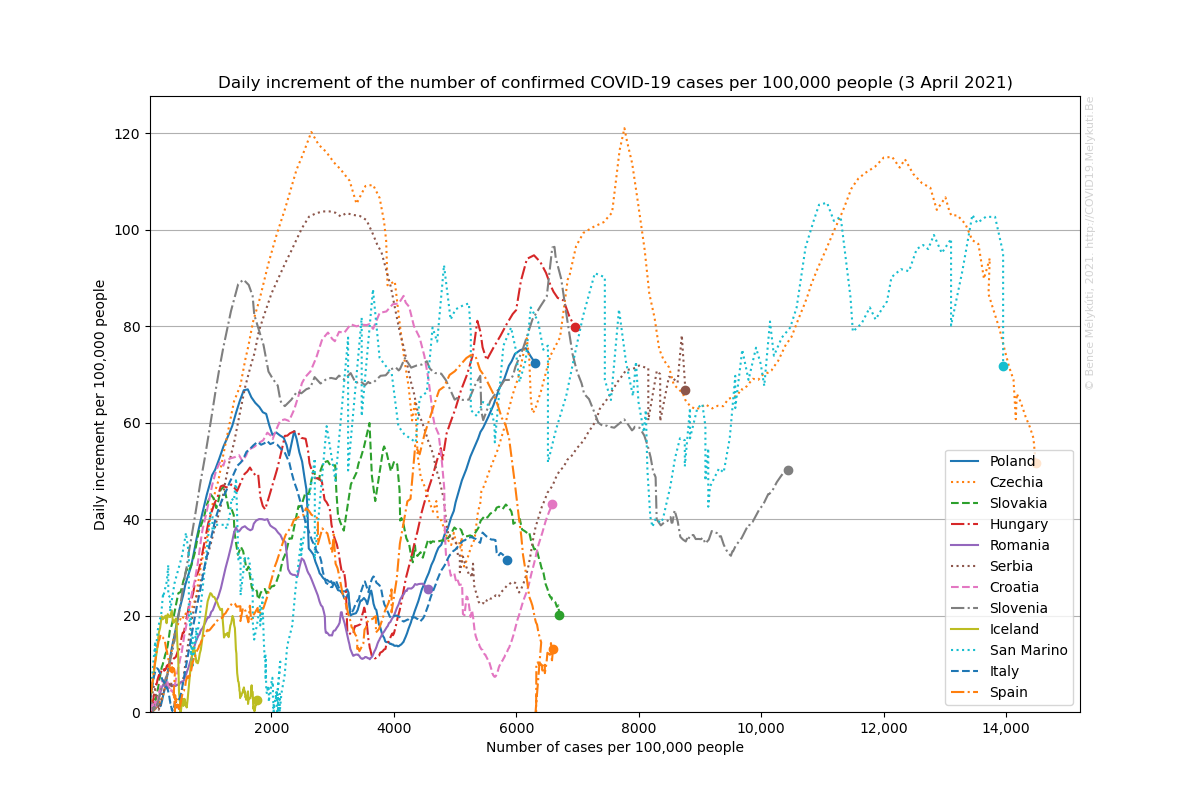 Daily increment of the number of confirmed COVID-19 cases per 100,000 people (3 April 2021)
120
100
80
60
40
20
0
Daily increment per 100,000 people
2000
4000
6000
8000
10,000
12,000
14,000
Number of cases per 100,000 people
Poland
Czechia
Slovakia
Hungary
Romania
Serbia
Croatia
Slovenia
Iceland
San Marino
Italy
Spain
© Bence Melykuti, 2021 http://COVID19.Melykuti.Be